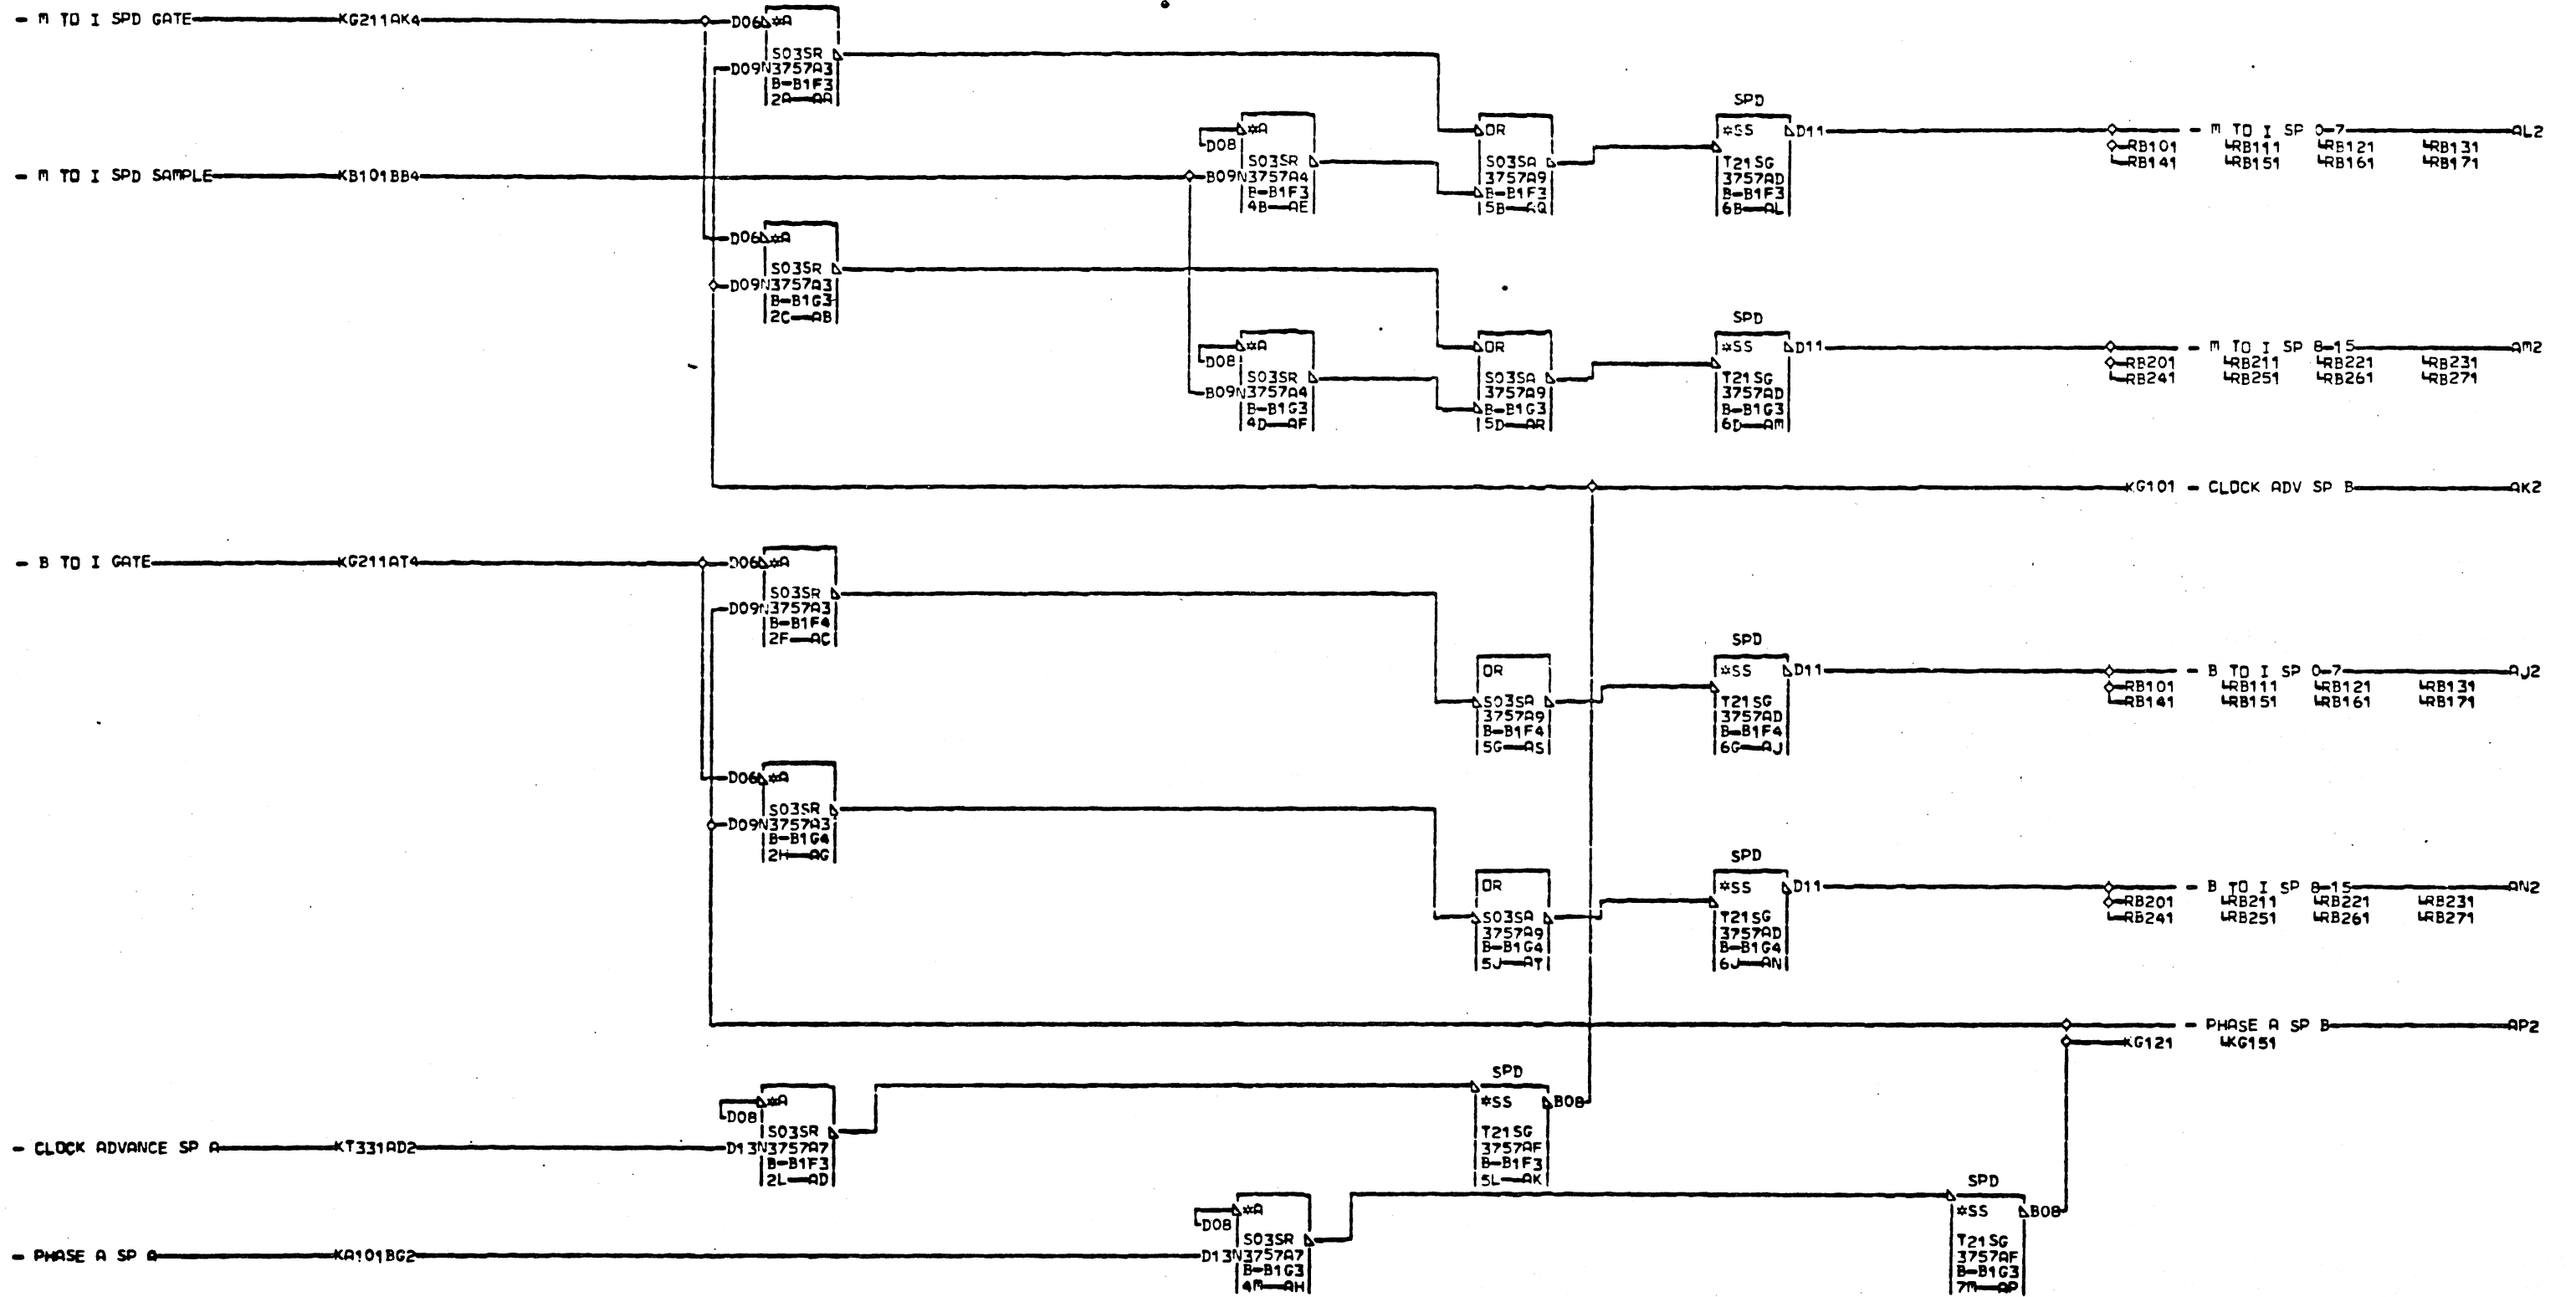 - M TO I SPD GATE KG211AK4 D06 *A
S03SR
D09N3757A3
B-B1F3
2A AA
SPD
*A
D08
S03SR
B09N3757A4
B-B1F3
4B AE
OR
S03SA
3757A9
B-B1F3
5B
*SS D11
T21SG
3757AD
B-B1F3
6B AL
- M TO I SP 0-7 AL2
RB101 RB111 RB121 RB131
RB141 RB151 RB161 RB171
- M TO I SPD SAMPLE KB101BB4
D06 *A
S03SR
D09N3757A3
B-B1G3
2C AB
SPD
*A
D08
S03SR
B09N3757A4
B-B1G3
4D AF
OR
S03SA
3757A9
B-B1G3
5D AR
*SS D11
T21SG
3757AD
B-B1G3
6D AM
- M TO I SP 8-15 AM2
RB201 RB211 RB221 RB231
RB241 RB251 RB261 RB271
KG101 - CLOCK ADV SP B AK2
- B TO I GATE KG211AT4 D06 *A
S03SR
D09N3757A3
B-B1F4
2F AC
SPD
OR
S03SA
3757A9
B-B1F4
5G AS
*SS D11
T21SG
3757AD
B-B1F4
6G AJ
- B TO I SP 0-7 AJ2
RB101 RB111 RB121 RB131
RB141 RB151 RB161 RB171
D06 *A
S03SR
D09N3757A3
B-B1G4
2H AG
SPD
OR
S03SA
3757A9
B-B1G4
5J AT
*SS D11
T21SG
3757AD
B-B1G4
6J AN
- B TO I SP 8-15 AN2
RB201 RB211 RB221 RB231
RB241 RB251 RB261 RB271
- PHASE A SP B AP2
KG121 KG151
*A
D08
S03SR
- CLOCK ADVANCE SP A KT331AD2 D13N3757A7
B-B1F3
2L AD
SPD
*SS B08
T21SG
3757AF
B-B1F3
5L AK
*A
D08
S03SR
- PHASE A SP A KA101BG2 D13N3757A7
B-B1G3
4M AH
SPD
*SS B08
T21SG
3757AF
B-B1G3
7M AP